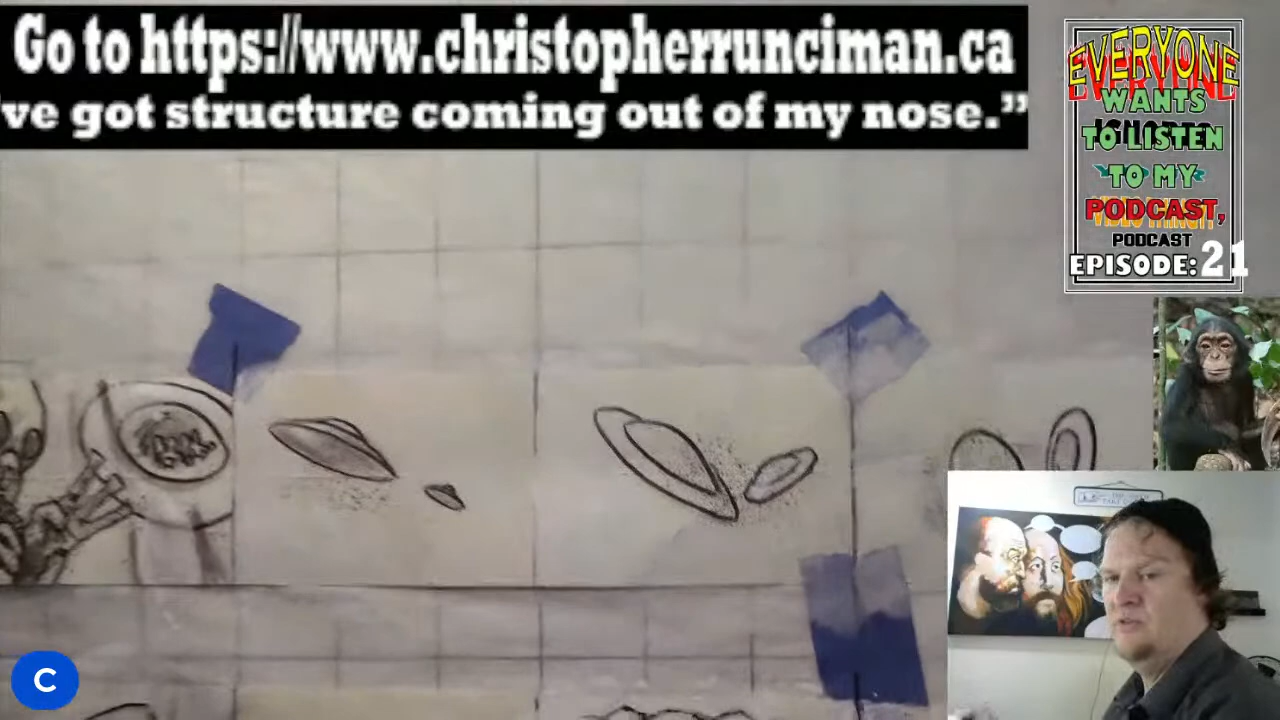 Go to https://www.christopherrunciman.ca
've got structure coming out of my nose.”
EVERYONE
WANTS
TO LISTEN
TO MY
PODCAST,
PODCAST
EPISODE: 21
C